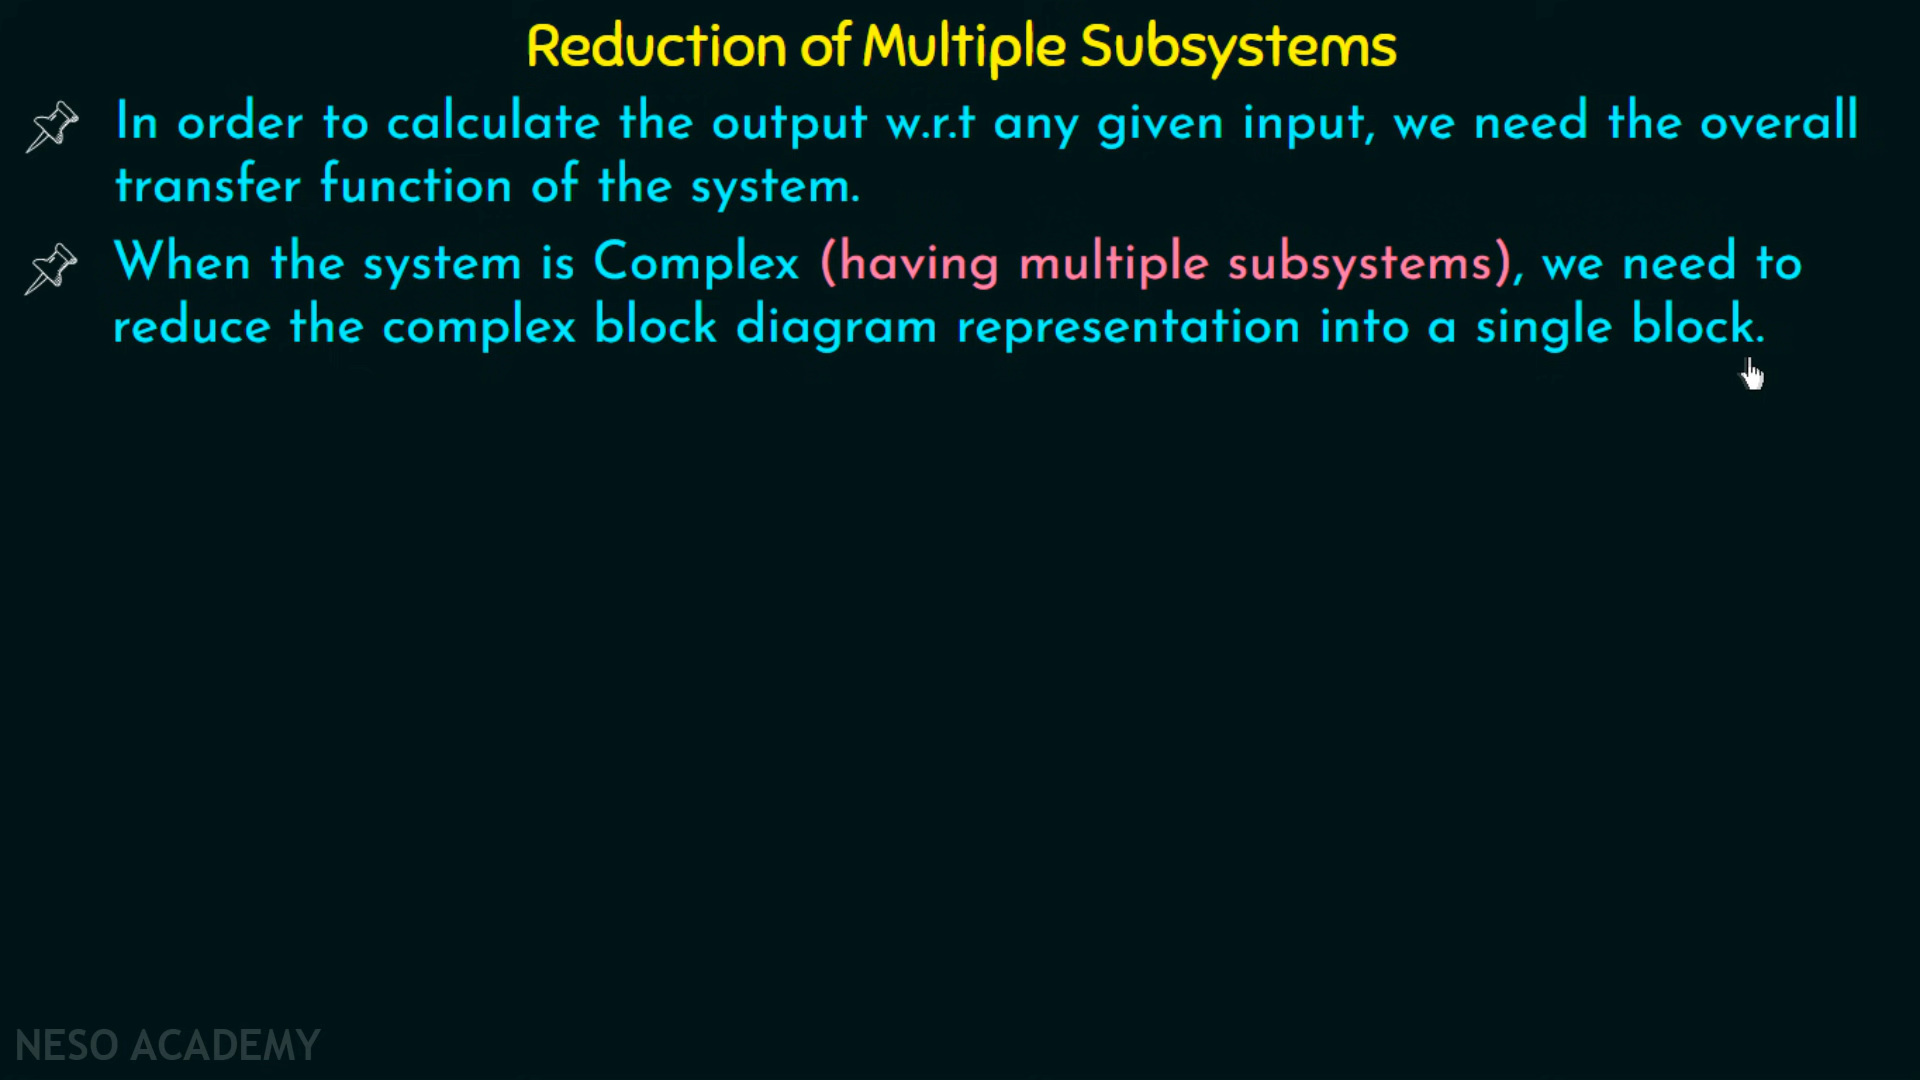 Reduction of Multiple Subsystems
In order to calculate the output w.r.t any given input, we need the overall
transfer function of the system.
When the system is Complex (having multiple subsystems), we need to
reduce the complex block diagram representation into a single block.
NESO ACADEMY